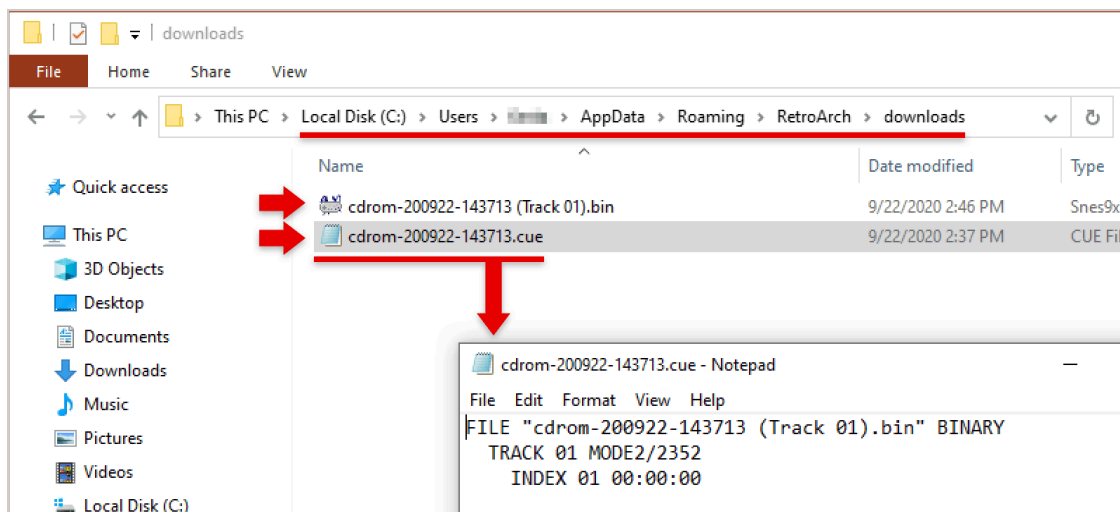 downloads
File Home Share View
This PC > Local Disk (C:) > Users > > AppData > Roaming > RetroArch > downloads
Name Date modified Type
Quick access
This PC
3D Objects
Desktop
Documents
Downloads
Music
Pictures
Videos
Local Disk (C:)
cdrom-200922-143713 (Track 01).bin 9/22/2020 2:46 PM Snes9x
cdrom-200922-143713.cue 9/22/2020 2:37 PM CUE Fil
cdrom-200922-143713.cue - Notepad
File Edit Format View Help
FILE "cdrom-200922-143713 (Track 01).bin" BINARY
TRACK 01 MODE2/2352
INDEX 01 00:00:00